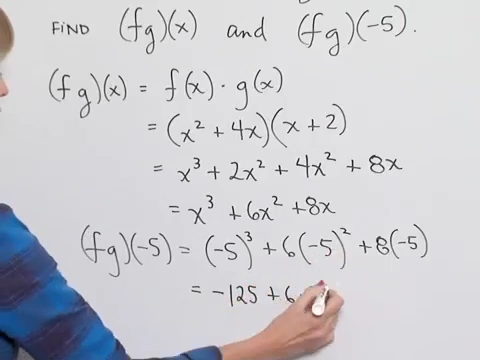 FIND (fg)(x) and (fg)(-5).
(fg)(x) = f(x) · g(x)
= (x² + 4x)(x + 2)
= x³ + 2x² + 4x² + 8x
= x³ + 6x² + 8x
(fg)(-5) = (-5)³ + 6(-5)² + 8(-5)
= -125 + 6